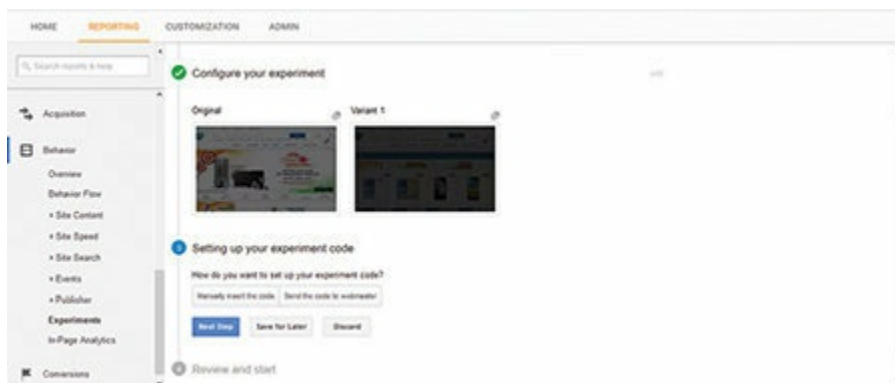 HOME REPORTING CUSTOMIZATION ADMIN
Search reports & help
Acquisition
Behavior
Overview
Behavior Flow
+ Site Content
+ Site Speed
+ Site Search
+ Events
+ Publisher
Experiments
In-Page Analytics
Conversions
Configure your experiment
edit
Original Variant 1
3 Setting up your experiment code
How do you want to set up your experiment code?
Manually insert the code Send the code to webmaster
Next Step Save for Later Discard
4 Review and start